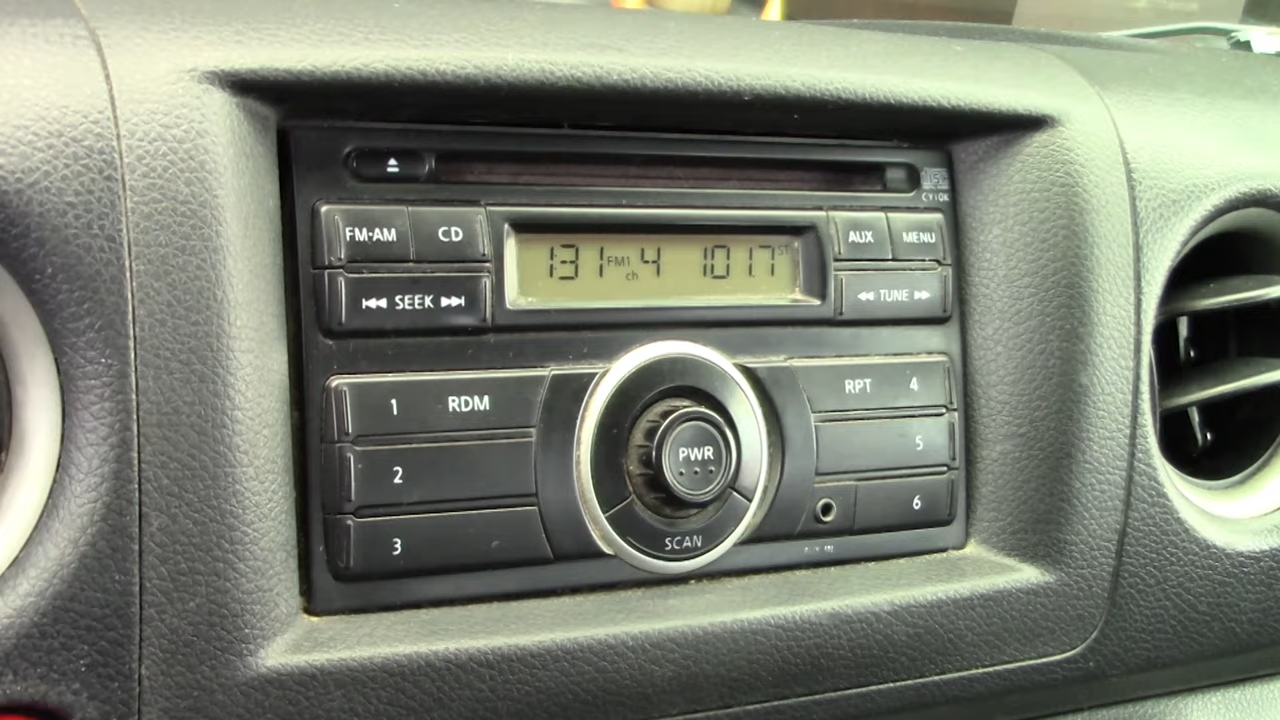 CY10K
FM-AM CD
1:31 FM1 ch 4 101.7 ST
AUX MENU
SEEK
TUNE
1 RDM
2
3
PWR
SCAN
RPT 4
5
6